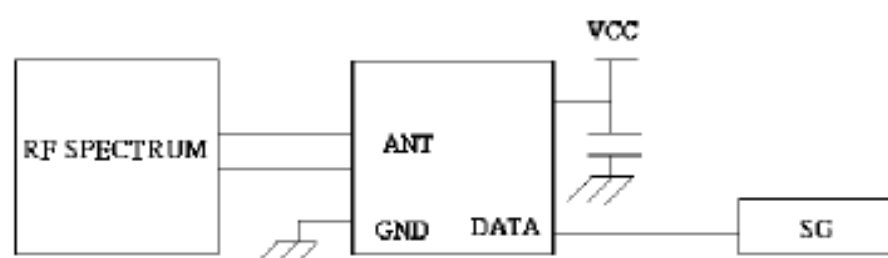 VCC
RF SPECTRUM
ANT
GND
DATA
SG